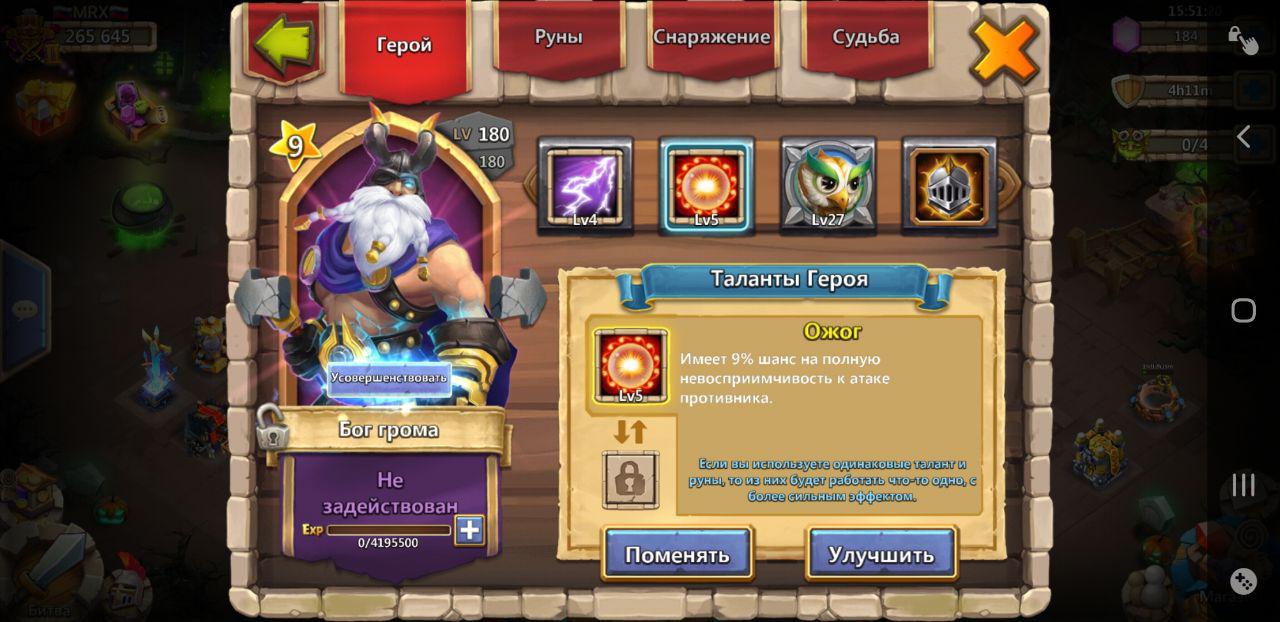 MRX
265 645
Герой
Руны
Снаряжение
Судьба
15:51:20
184
4h11m
0/4
9
LV 180
180
Lv4
Lv5
Lv27
Таланты Героя
Ожог
Имеет 9% шанс на полную
невосприимчивость к атаке
противника.
Lv5
Если вы используете одинаковые талант и
руны, то из них будет работать что-то одно, с
более сильным эффектом.
Поменять
Улучшить
Усовершенствовать
Бог грома
Не
задействован
Exp
0/4195500
Битва